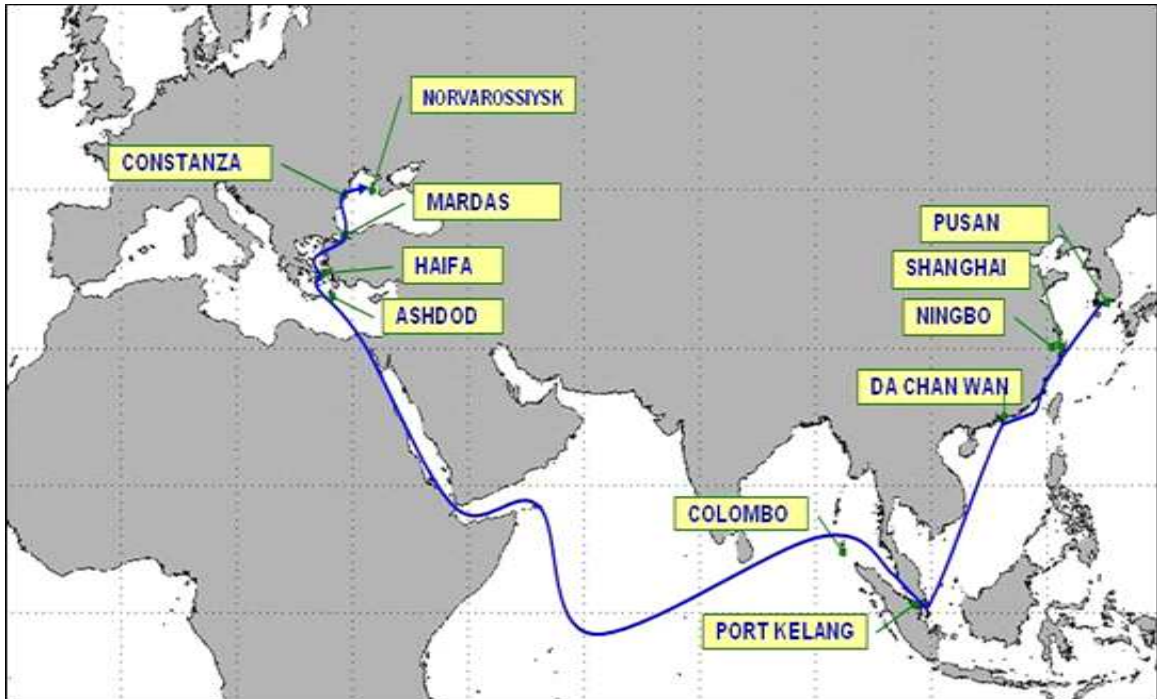 NORVAROSSIYSK
CONSTANZA
MARDAS
PUSAN
HAIFA
SHANGHAI
ASHDOD
NINGBO
DA CHAN WAN
COLOMBO
PORT KELANG